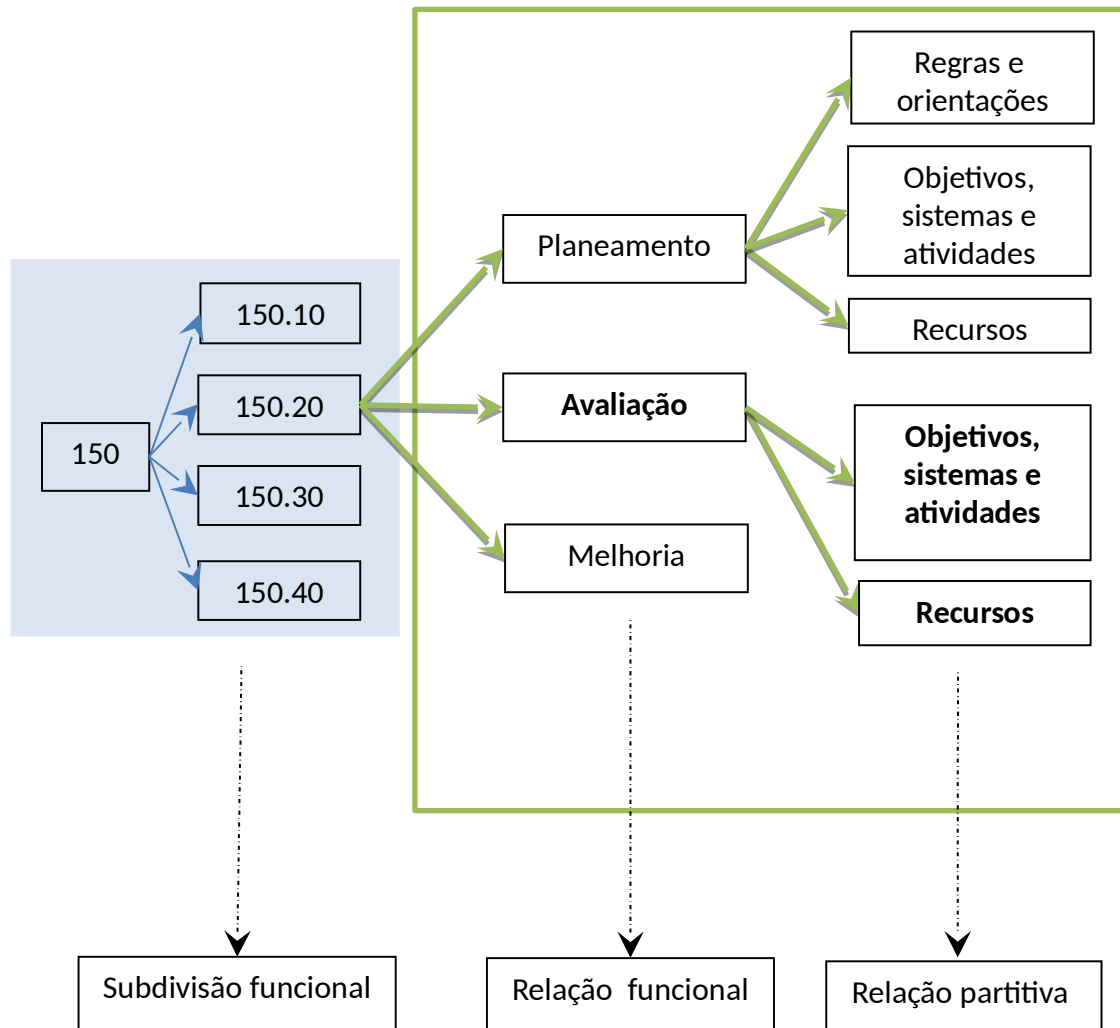 150
150.10
150.20
150.30
150.40
Planeamento
Avaliação
Melhoria
Regras e
orientações
Objetivos,
sistemas e
atividades
Recursos
Objetivos,
sistemas e
atividades
Recursos
Subdivisão funcional
Relação funcional
Relação partitiva